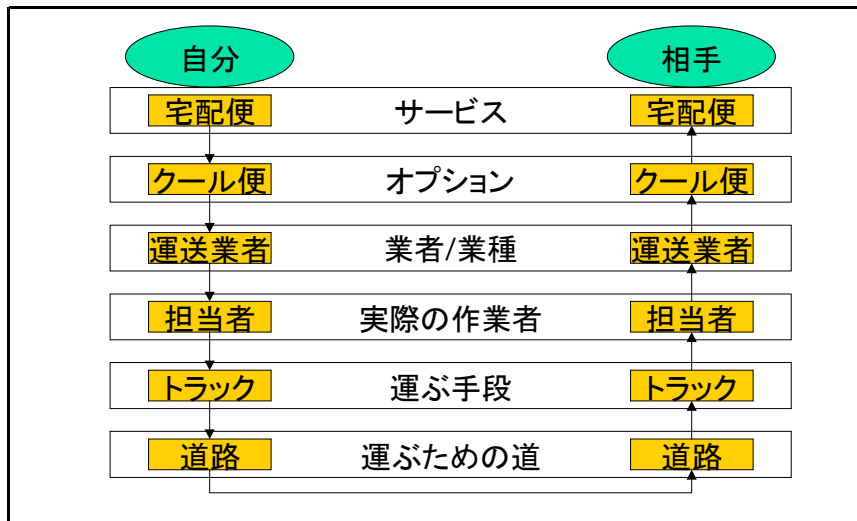 自分 相手
宅配便 サービス 宅配便
クール便 オプション クール便
運送業者 業者/業種 運送業者
担当者 実際の作業者 担当者
トラック 運ぶ手段 トラック
道路 運ぶための道 道路